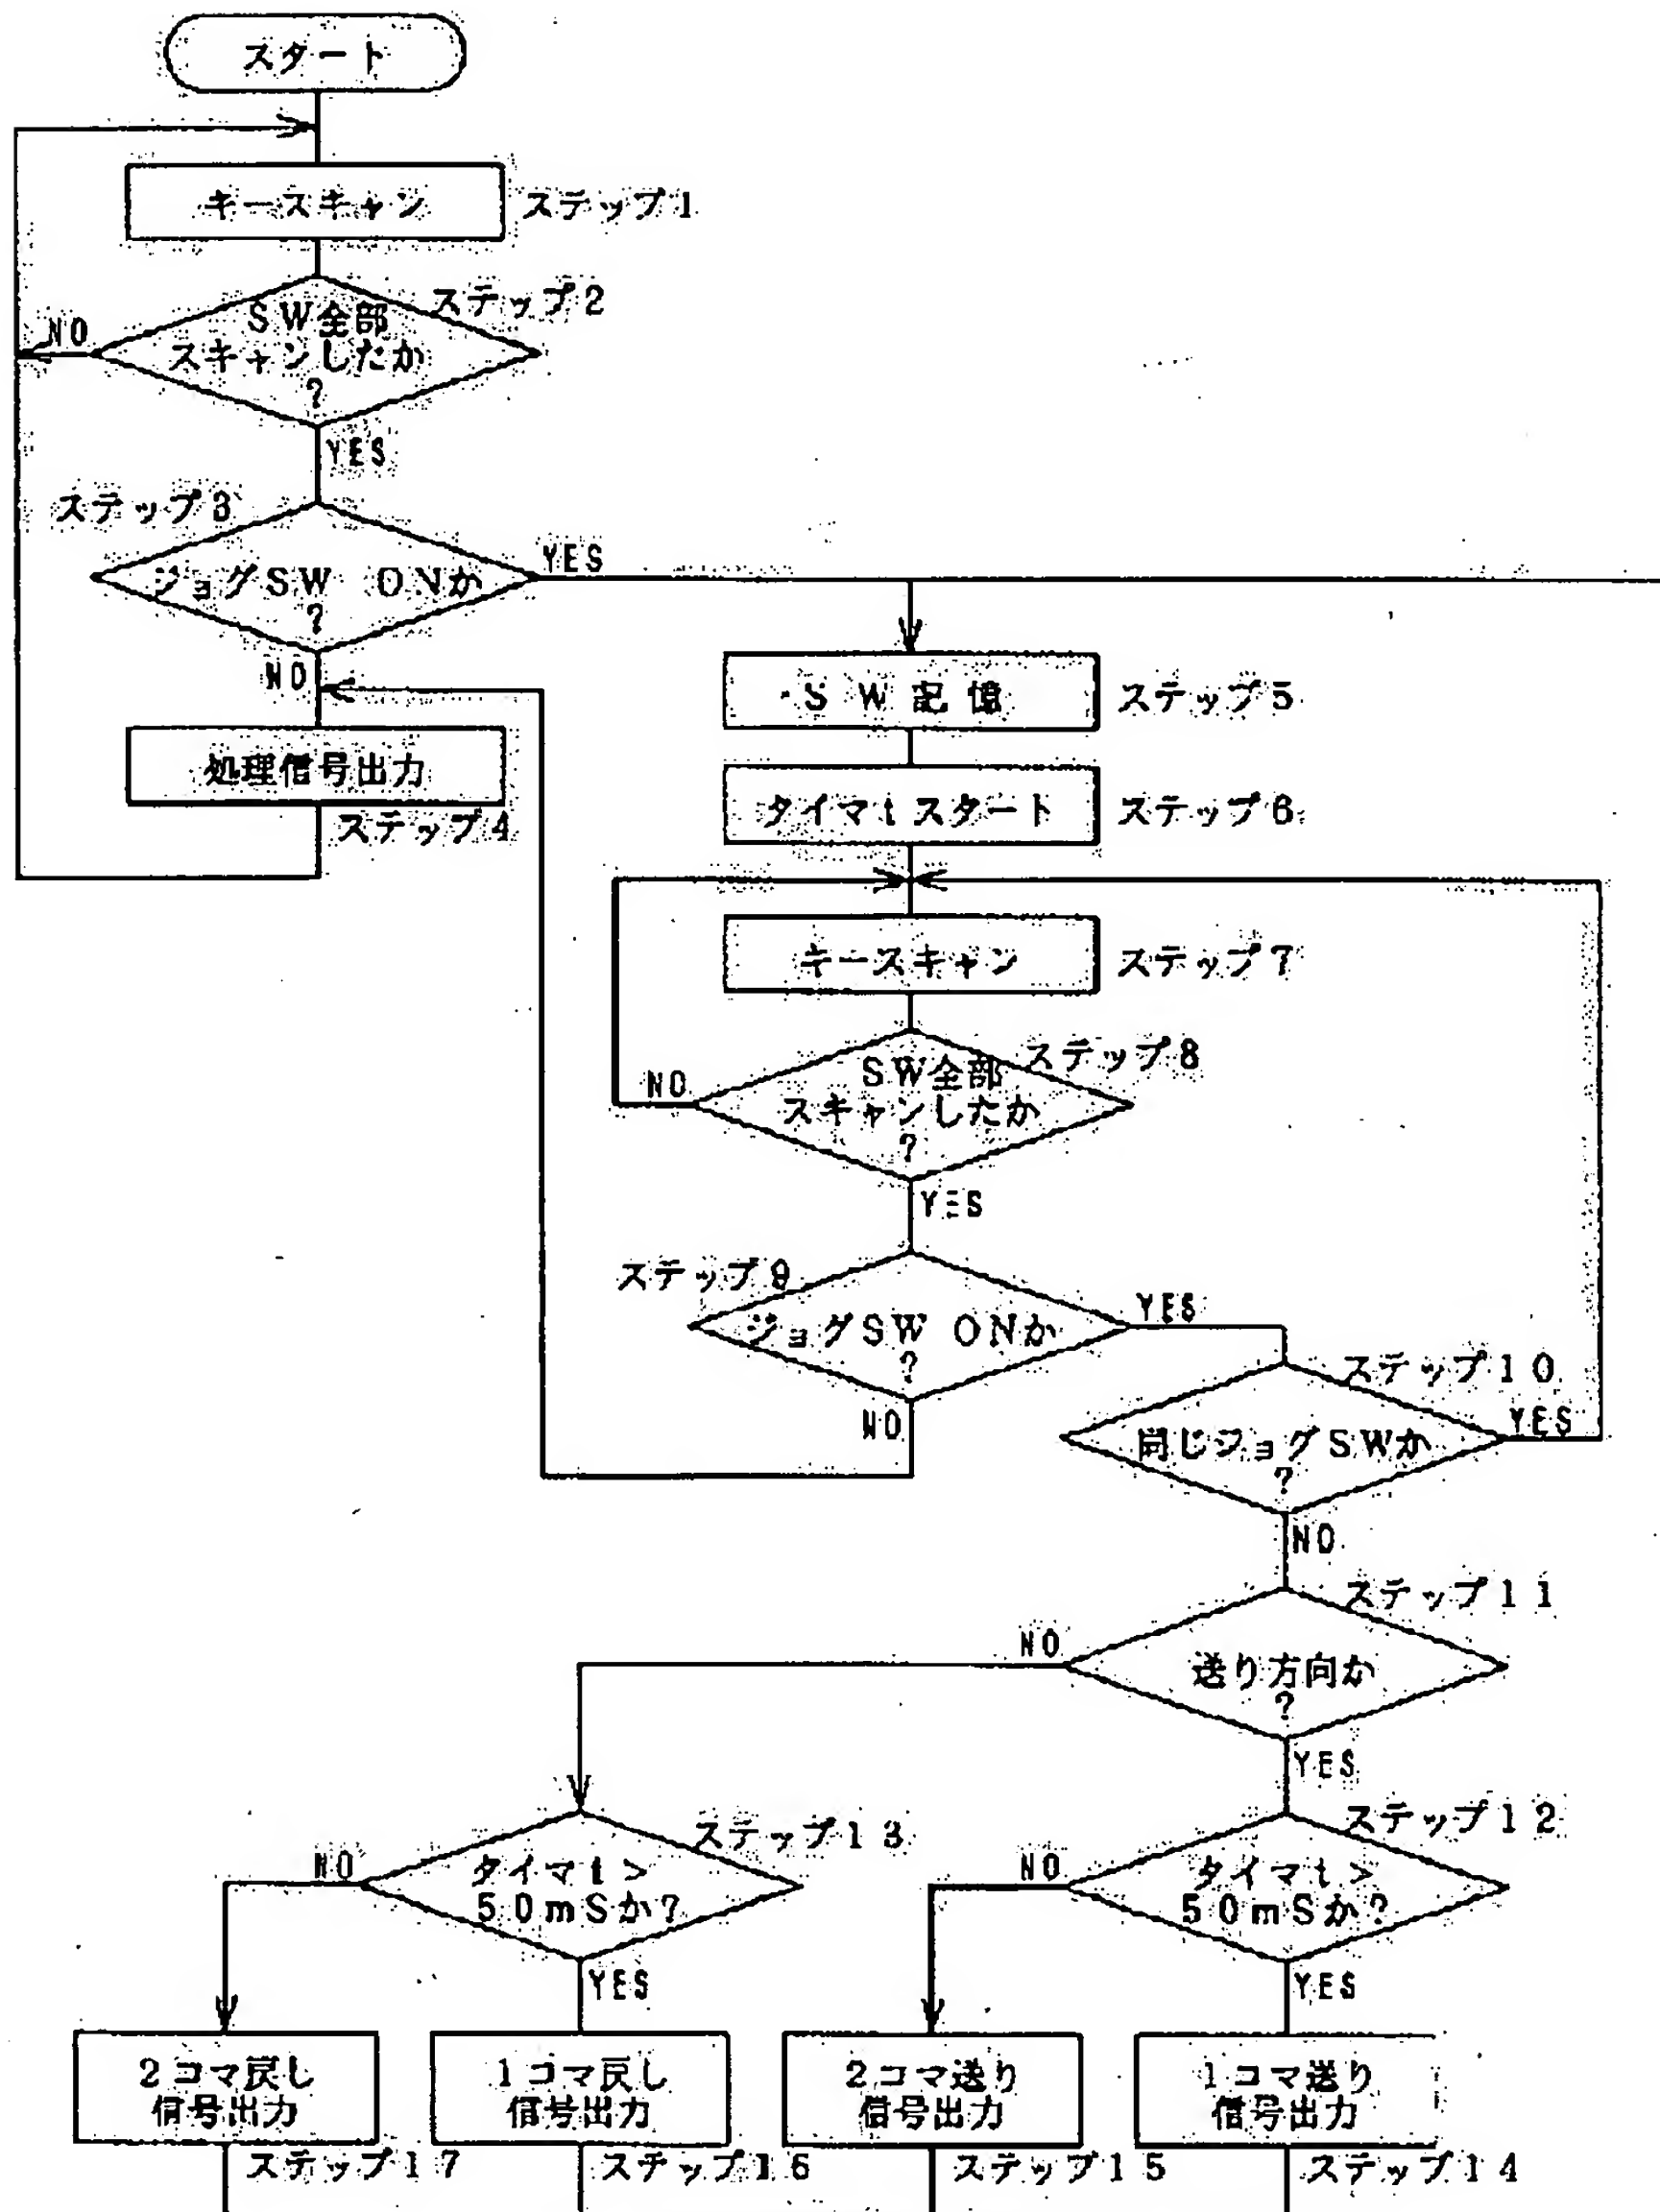 スタート
キースキャン
ステップ1
ステップ2
SW全部
スキャンしたか
?
NO
YES
ステップ3
ジョグSW ONか
?
YES
NO
処理信号出力
ステップ4
SW記憶
ステップ5
タイマtスタート
ステップ6
キースキャン
ステップ7
ステップ8
SW全部
スキャンしたか
?
NO
YES
ステップ9
ジョグSW ONか
?
YES
NO
ステップ10
同じジョグSWか
?
YES
NO
ステップ11
送り方向か
?
NO
YES
ステップ13
タイマt>
50mSか?
NO
YES
ステップ12
タイマt>
50mSか?
NO
YES
2コマ戻し
信号出力
ステップ17
1コマ戻し
信号出力
ステップ16
2コマ送り
信号出力
ステップ15
1コマ送り
信号出力
ステップ14